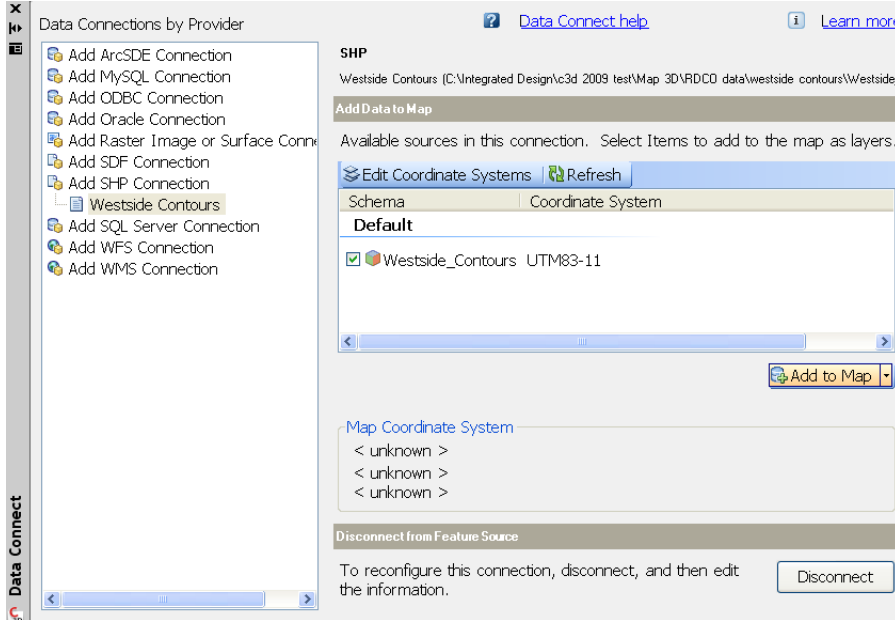 Data Connections by Provider
Data Connect help
Learn more
Add ArcSDE Connection
Add MySQL Connection
Add ODBC Connection
Add Oracle Connection
Add Raster Image or Surface Conne
Add SDF Connection
Add SHP Connection
Westside Contours
Add SQL Server Connection
Add WFS Connection
Add WMS Connection
SHP
Westside Contours (C:\Integrated Design\c3d 2009 test\Map 3D\RDCO data\westside contours\Westside
Add Data to Map
Available sources in this connection. Select Items to add to the map as layers.
Edit Coordinate Systems Refresh
Schema Coordinate System
Default
Westside_Contours UTM83-11
Add to Map
Map Coordinate System
< unknown >
< unknown >
< unknown >
Disconnect from Feature Source
To reconfigure this connection, disconnect, and then edit
the information.
Disconnect
Data Connect